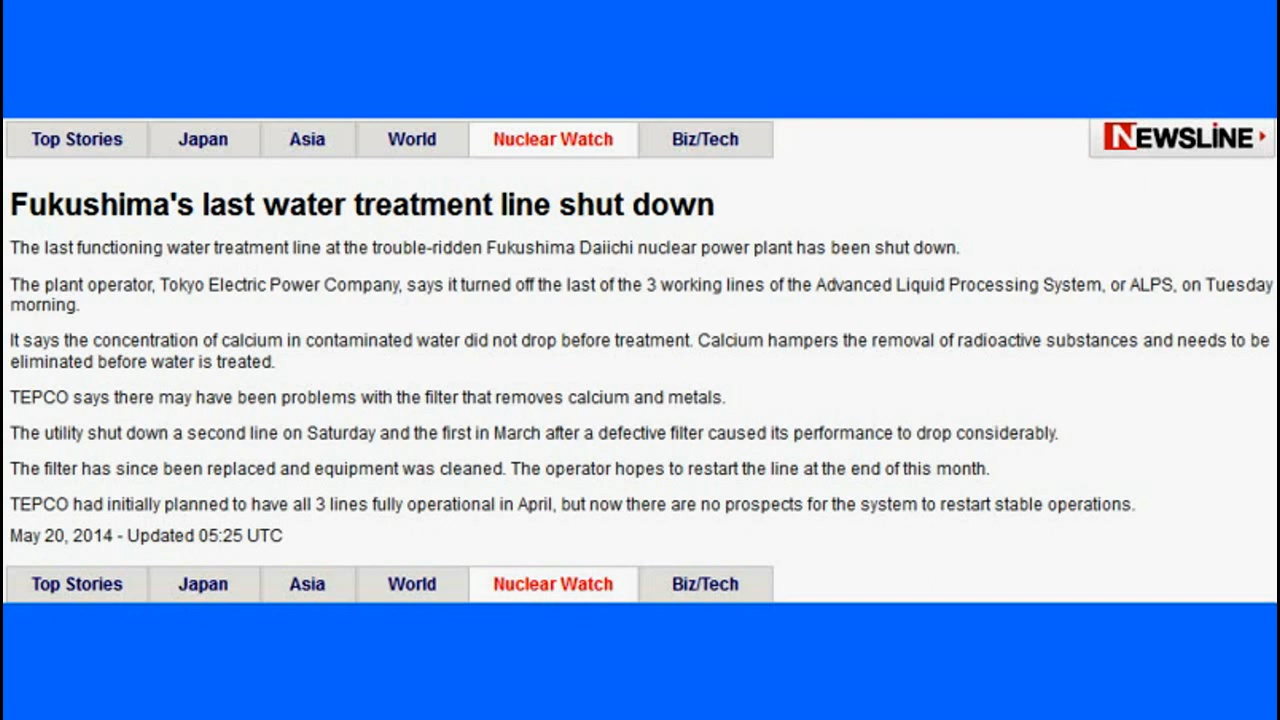 Top Stories Japan Asia World Nuclear Watch Biz/Tech NEWSLINE
Fukushima's last water treatment line shut down
The last functioning water treatment line at the trouble-ridden Fukushima Daiichi nuclear power plant has been shut down.
The plant operator, Tokyo Electric Power Company, says it turned off the last of the 3 working lines of the Advanced Liquid Processing System, or ALPS, on Tuesday
morning.
It says the concentration of calcium in contaminated water did not drop before treatment. Calcium hampers the removal of radioactive substances and needs to be
eliminated before water is treated.
TEPCO says there may have been problems with the filter that removes calcium and metals.
The utility shut down a second line on Saturday and the first in March after a defective filter caused its performance to drop considerably.
The filter has since been replaced and equipment was cleaned. The operator hopes to restart the line at the end of this month.
TEPCO had initially planned to have all 3 lines fully operational in April, but now there are no prospects for the system to restart stable operations.
May 20, 2014 - Updated 05:25 UTC
Top Stories Japan Asia World Nuclear Watch Biz/Tech